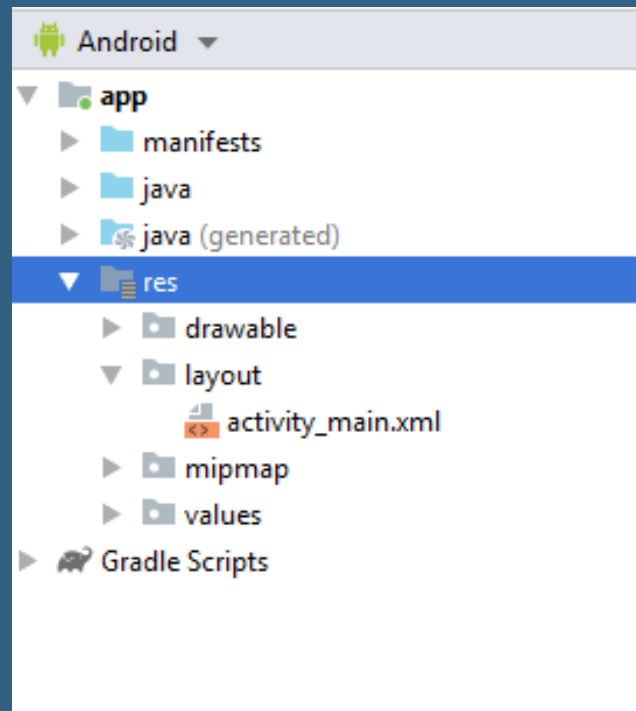 Android
app
manifests
java
java (generated)
res
drawable
layout
activity_main.xml
mipmap
values
Gradle Scripts